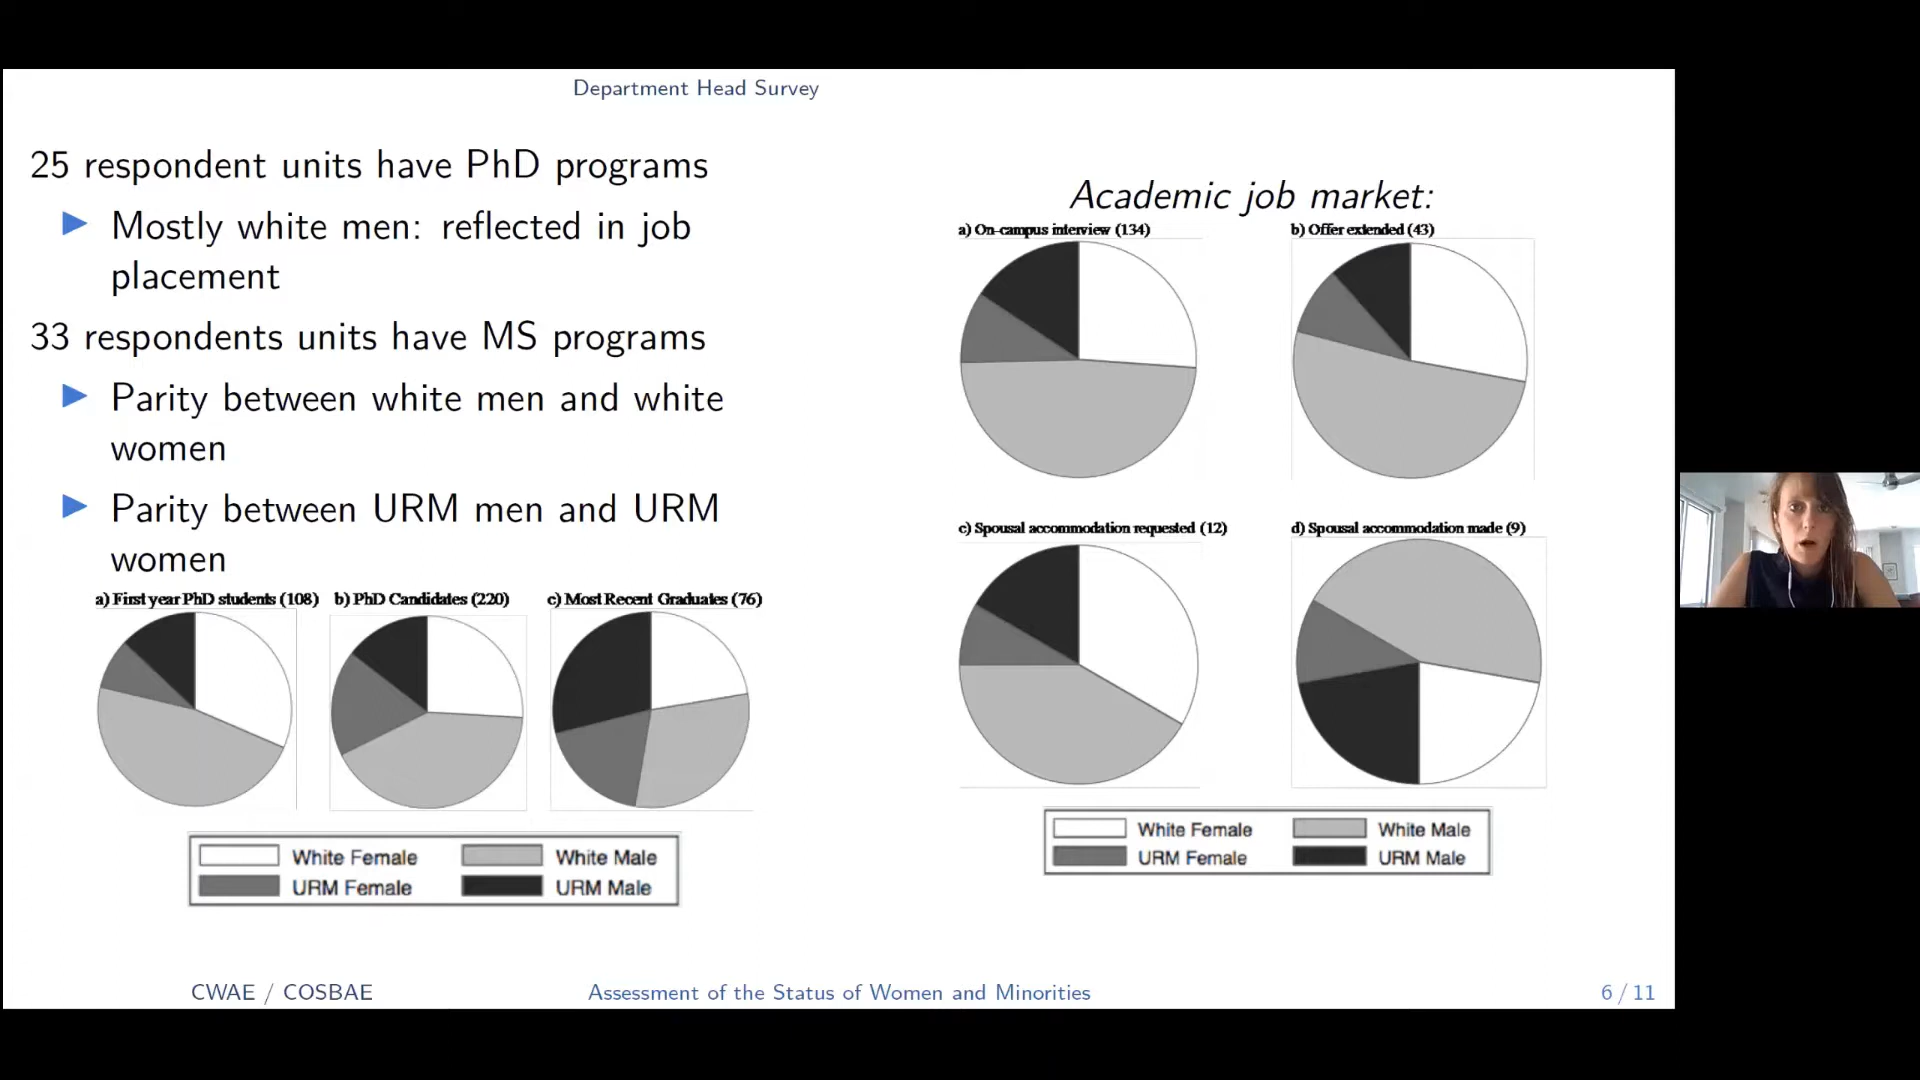 Department Head Survey
25 respondent units have PhD programs
Mostly white men: reflected in job
placement
33 respondents units have MS programs
Parity between white men and white
women
Parity between URM men and URM
women
a) First year PhD students (108)
b) PhD Candidates (220)
c) Most Recent Graduates (76)
White Female
White Male
URM Female
URM Male
Academic job market:
a) On-campus interview (134)
b) Offer extended (43)
c) Spousal accommodation requested (12)
d) Spousal accommodation made (9)
White Female
White Male
URM Female
URM Male
CWAE / COSBAE
Assessment of the Status of Women and Minorities
6 / 11